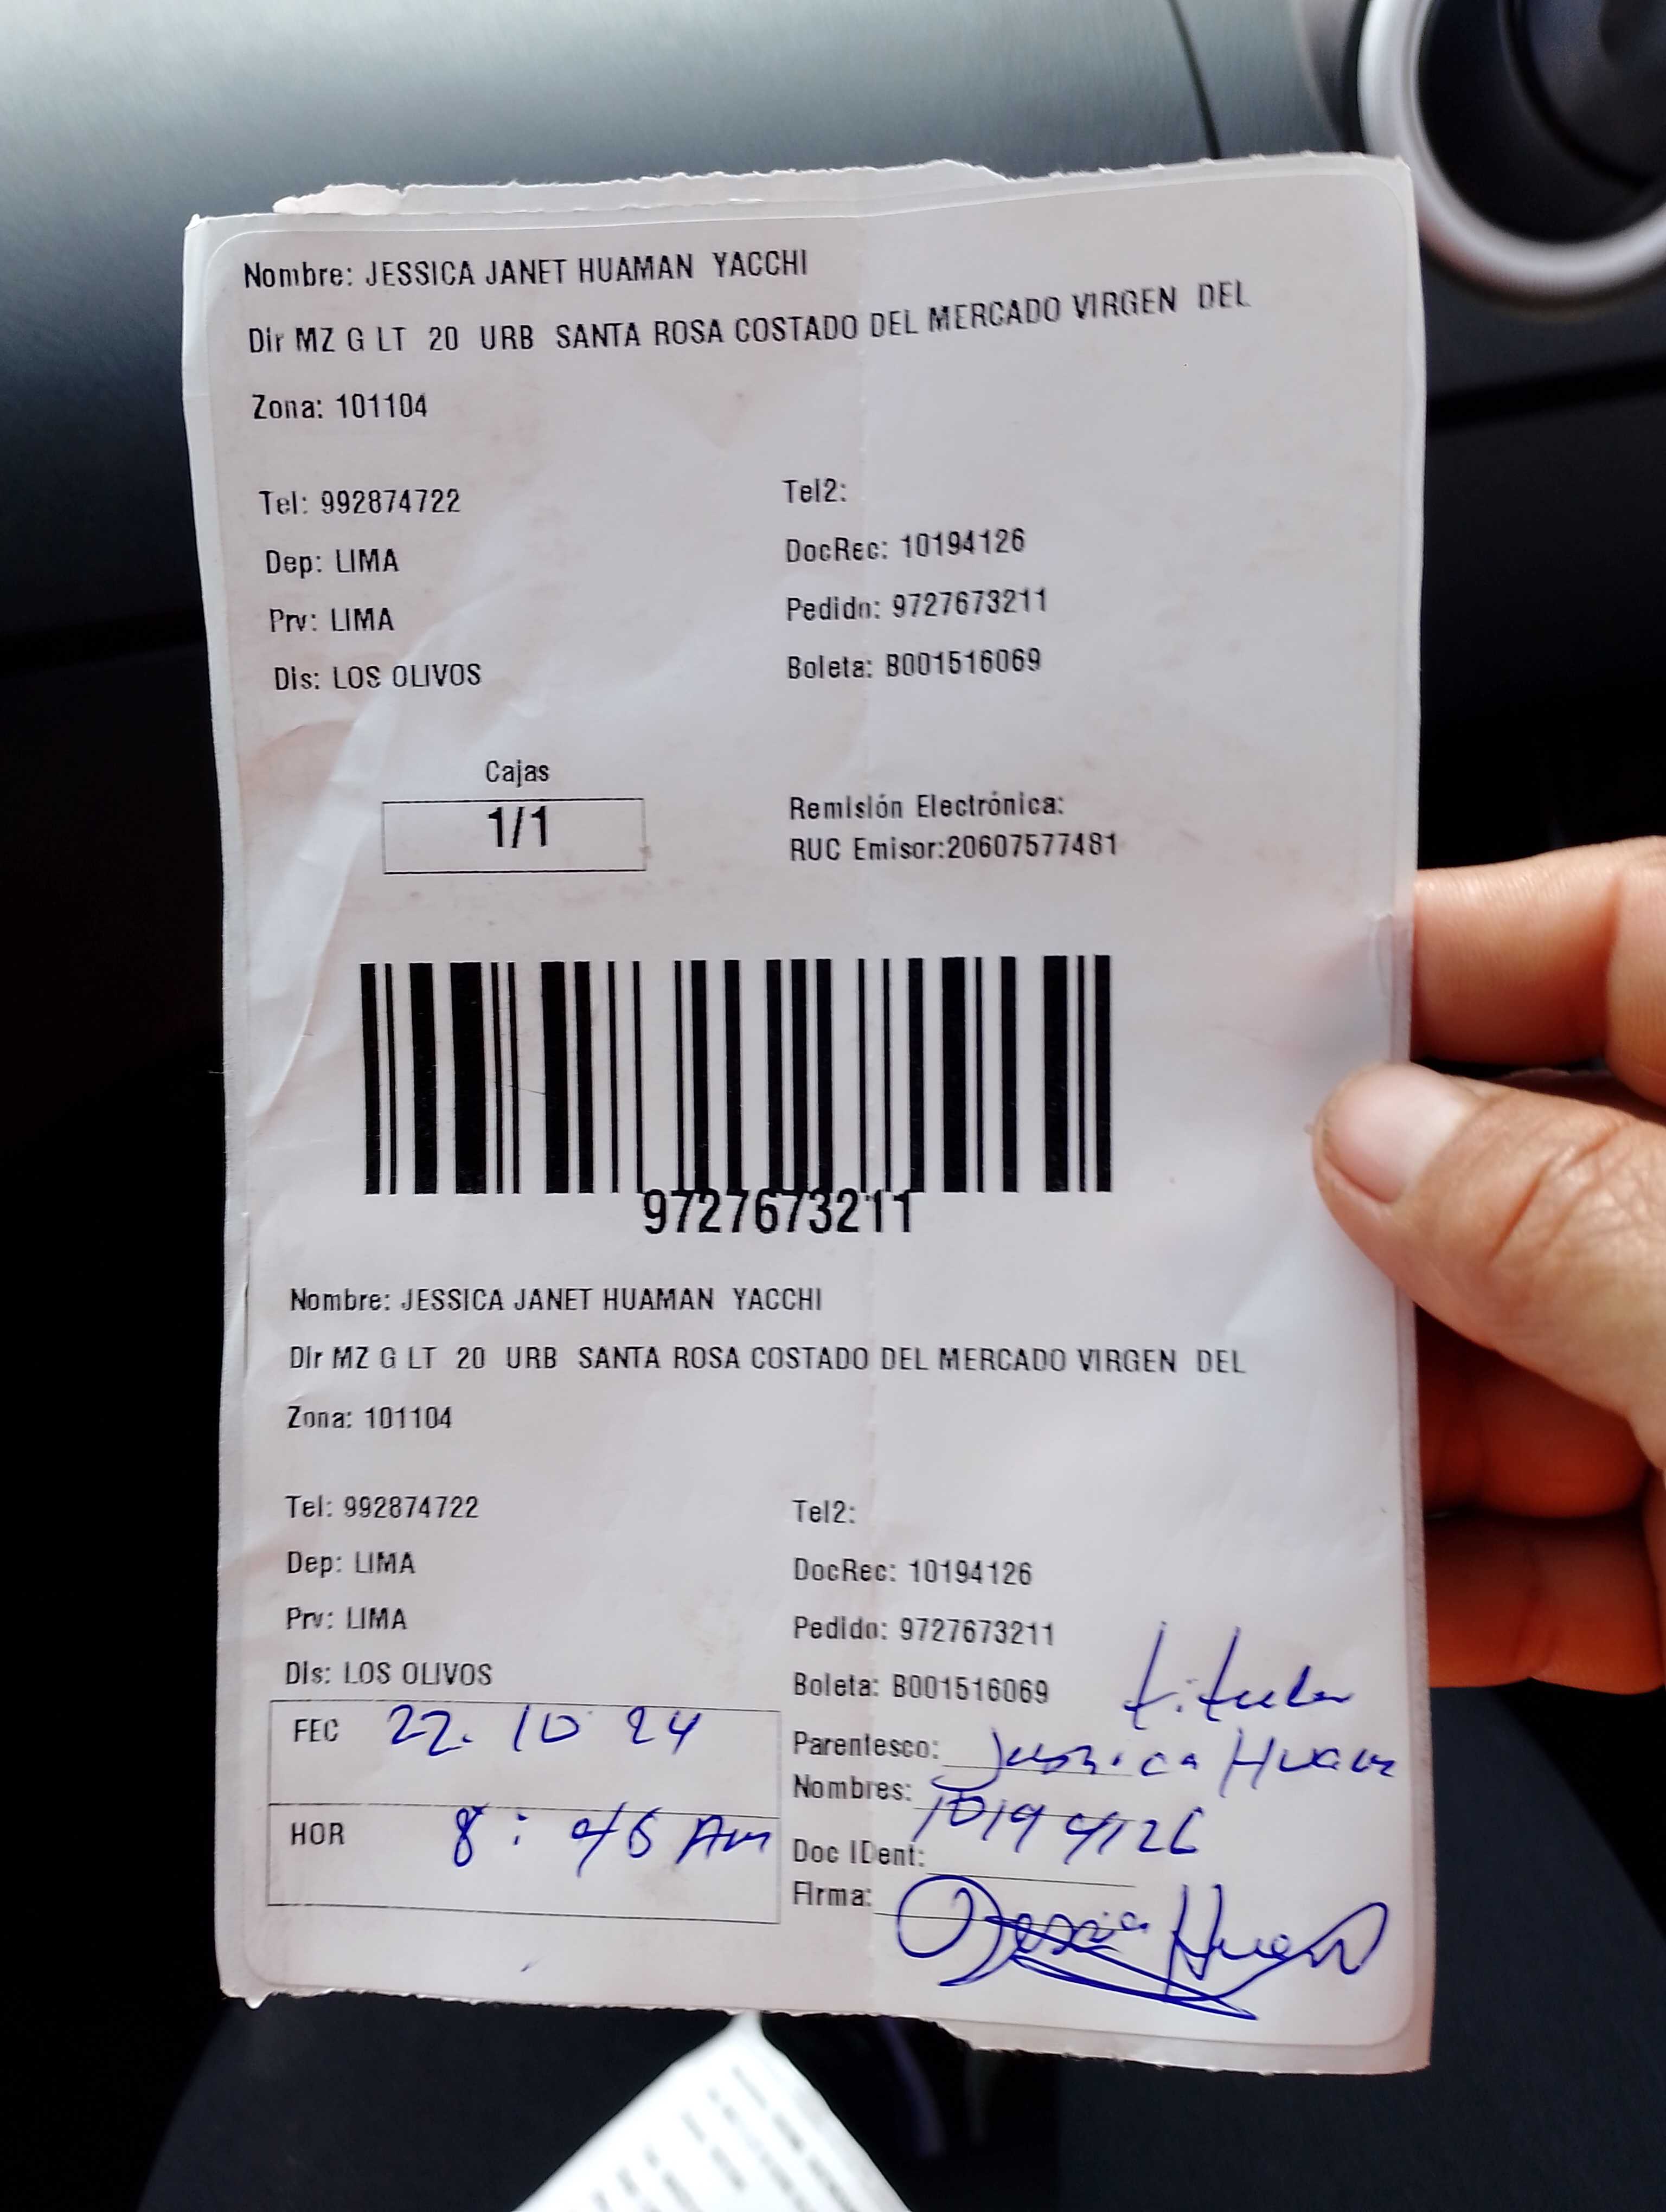 Nombre: JESSICA JANET HUAMAN YACCHI
Dir MZ G LT 20 URB SANTA ROSA COSTADO DEL MERCADO VIRGEN DEL
Zona: 101104
Tel: 992874722 Tel2:
Dep: LIMA DocRec: 10194126
Prv: LIMA Pedido: 9727673211
Dis: LOS OLIVOS Boleta: B001516069
Cajas
1/1
Remisión Electrónica:
RUC Emisor:20607577481
9727673211
Nombre: JESSICA JANET HUAMAN YACCHI
Dir MZ G LT 20 URB SANTA ROSA COSTADO DEL MERCADO VIRGEN DEL
Zona: 101104
Tel: 992874722 Tel2:
Dep: LIMA DocRec: 10194126
Prv: LIMA Pedido: 9727673211
Dis: LOS OLIVOS Boleta: B001516069
FEC 22. 10 24
HOR 8: 45 Am
titular
Parentesco: Jessica Huam
Nombres: 10194126
Doc IDent:
Firma: Jessica Huam